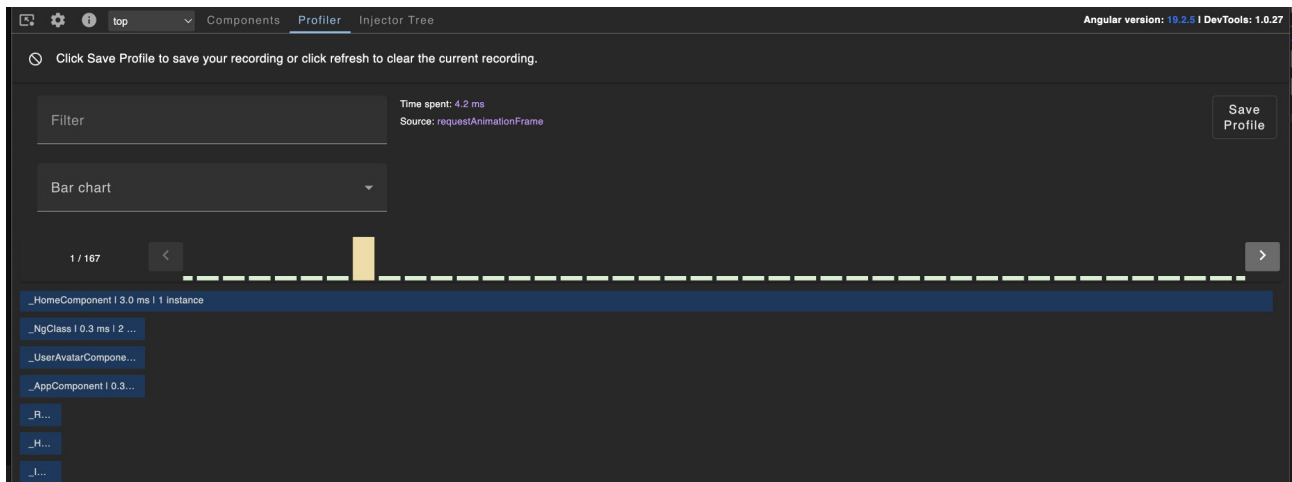 top Components Profiler Injector Tree Angular version: 19.2.5 | DevTools: 1.0.27
Click Save Profile to save your recording or click refresh to clear the current recording.
Filter
Time spent: 4.2 ms
Source: requestAnimationFrame
Save
Profile
Bar chart
1 / 167
_HomeComponent | 3.0 ms | 1 instance
_NgClass | 0.3 ms | 2 ...
_UserAvatarCompone...
_AppComponent | 0.3...
_R...
_H...
_I...